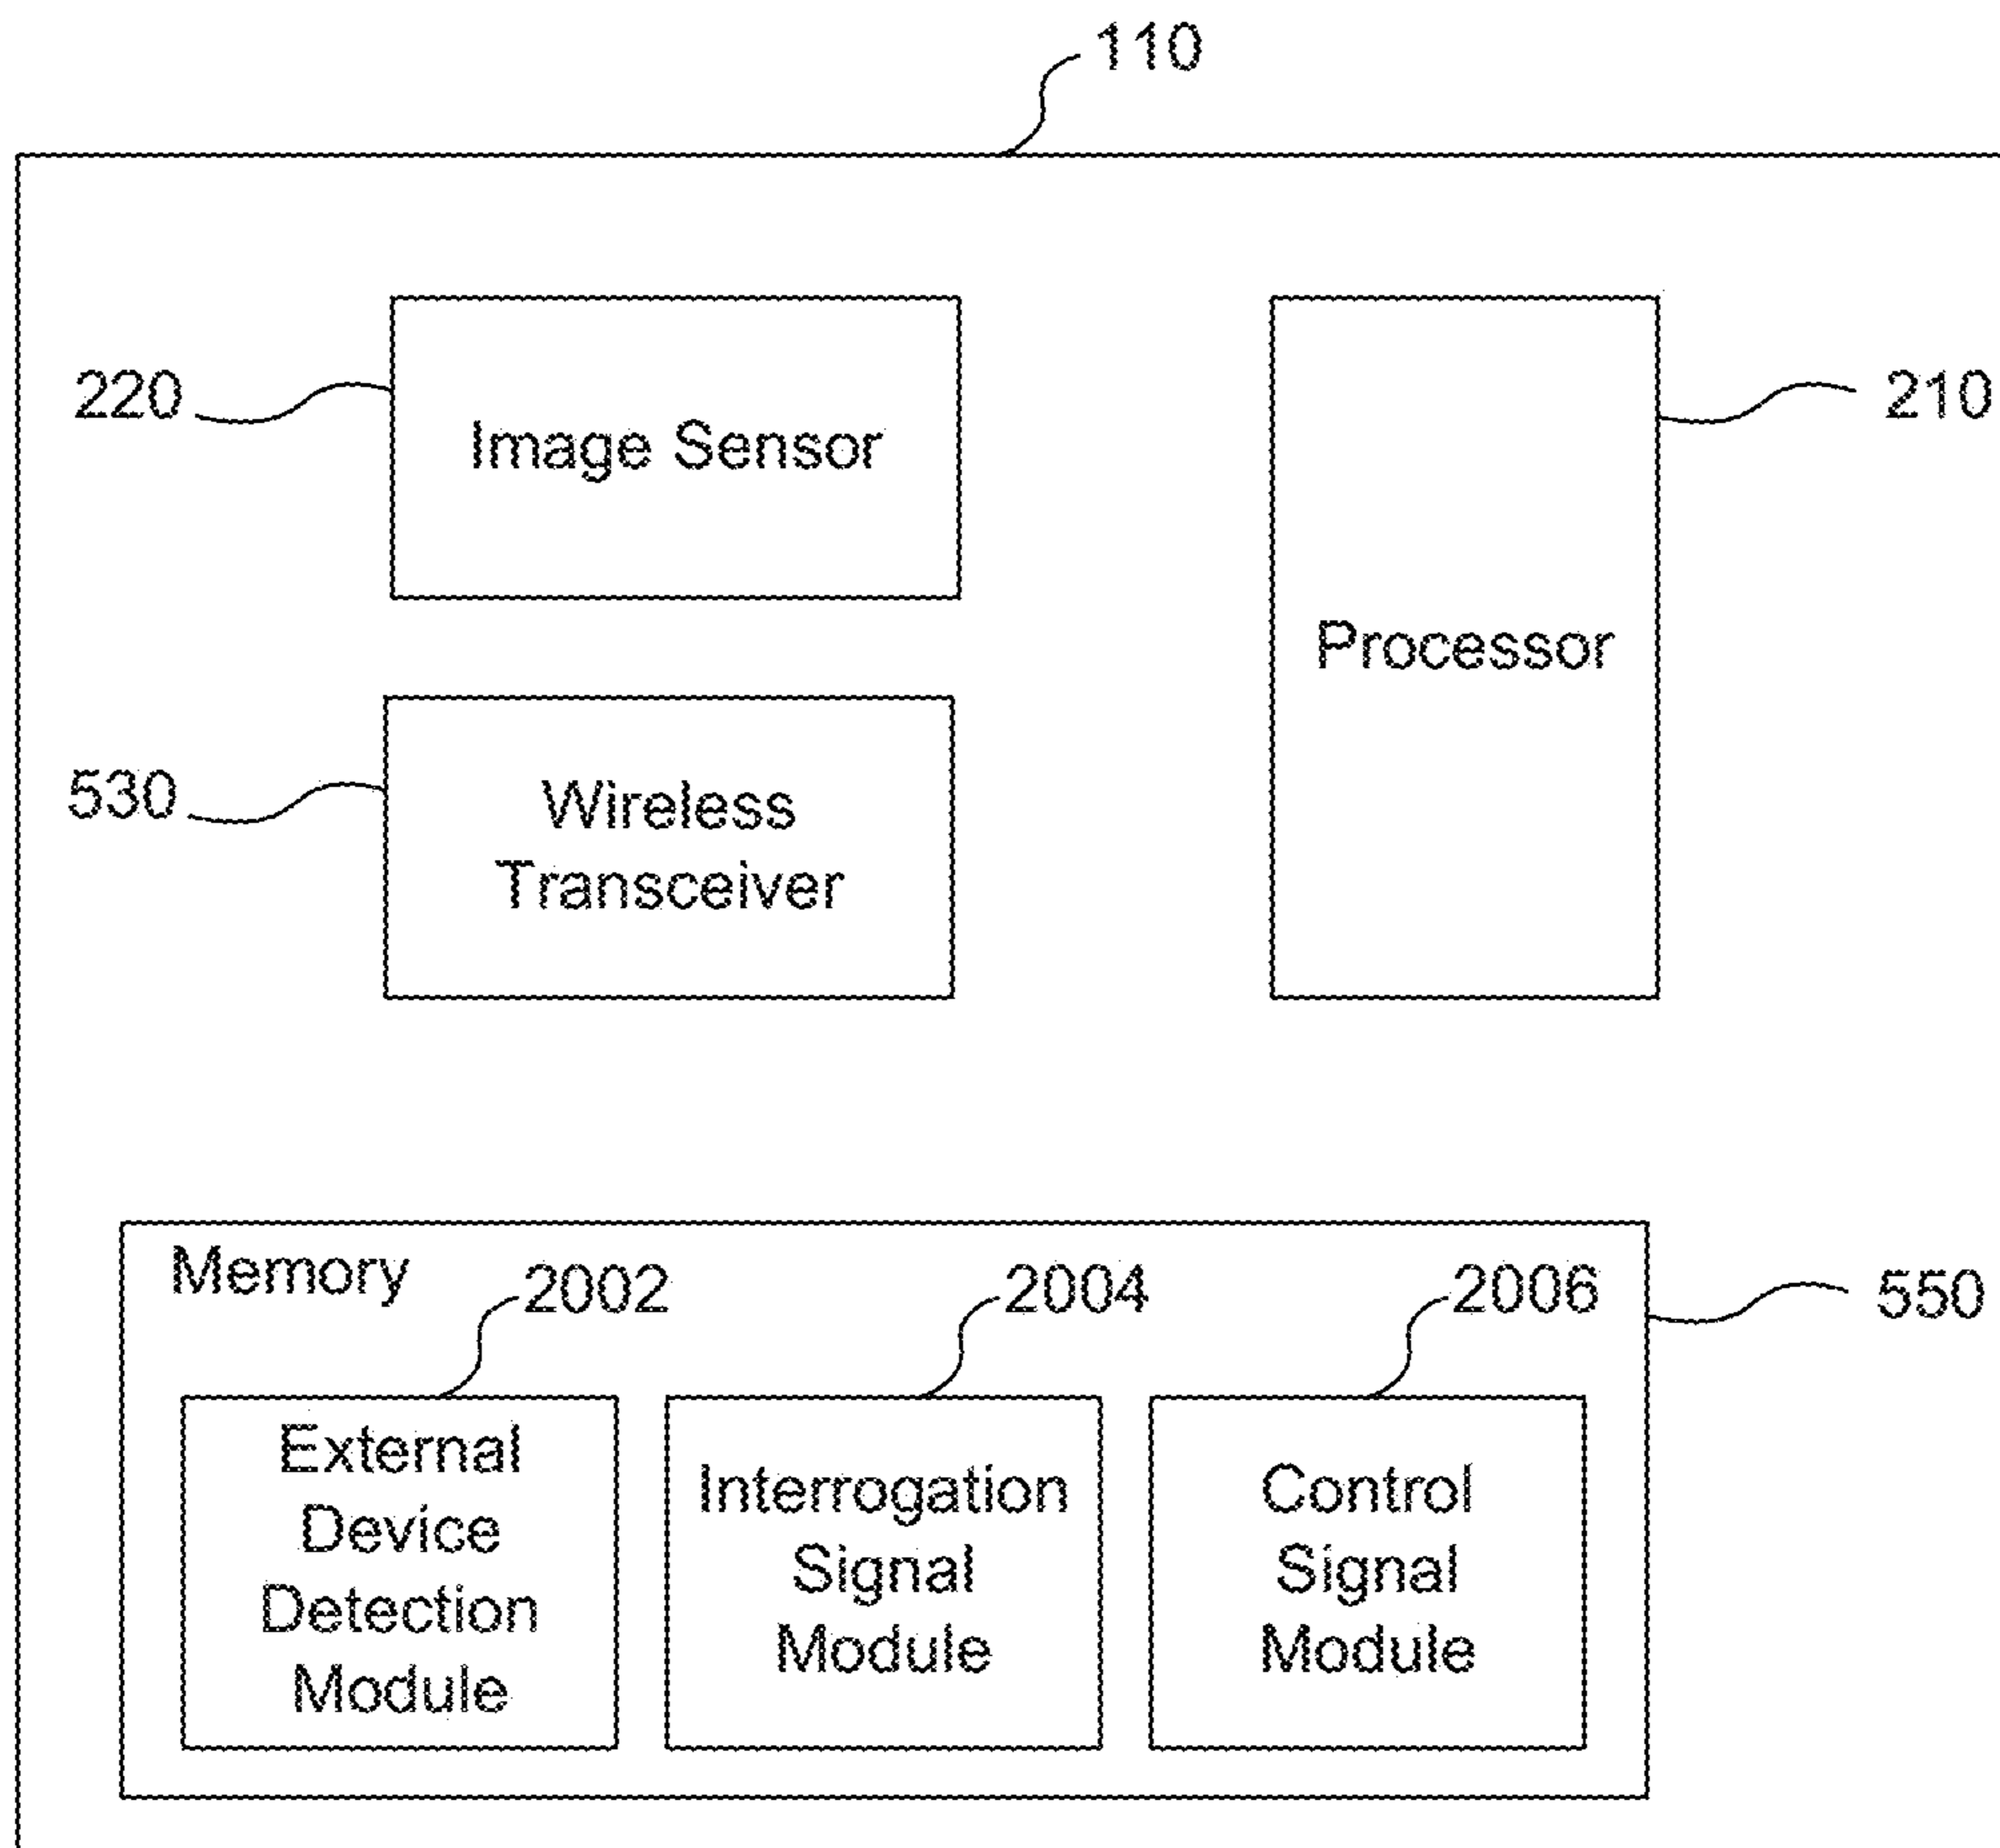 110
220
Image Sensor
210
Processor
530
Wireless
Transceiver
Memory
2002
2004
2006
550
External
Device
Detection
Module
Interrogation
Signal
Module
Control
Signal
Module